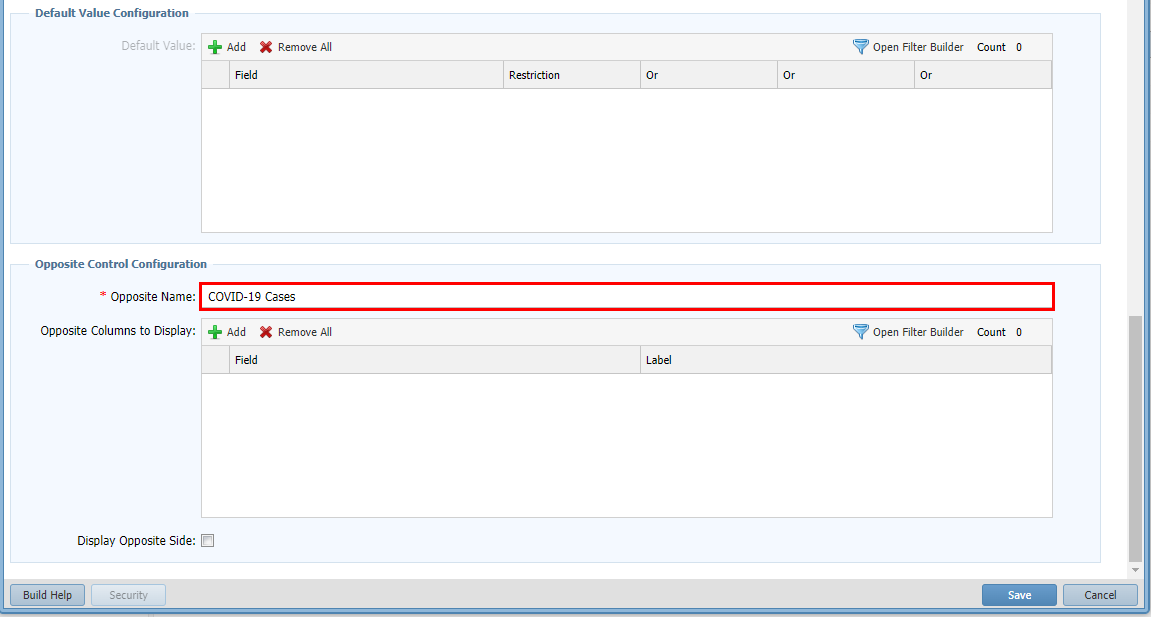 Default Value Configuration
Default Value: Add Remove All Open Filter Builder Count 0
Field Restriction Or Or Or
Opposite Control Configuration
* Opposite Name: COVID-19 Cases
Opposite Columns to Display: Add Remove All Open Filter Builder Count 0
Field Label
Display Opposite Side:
Build Help Security Save Cancel